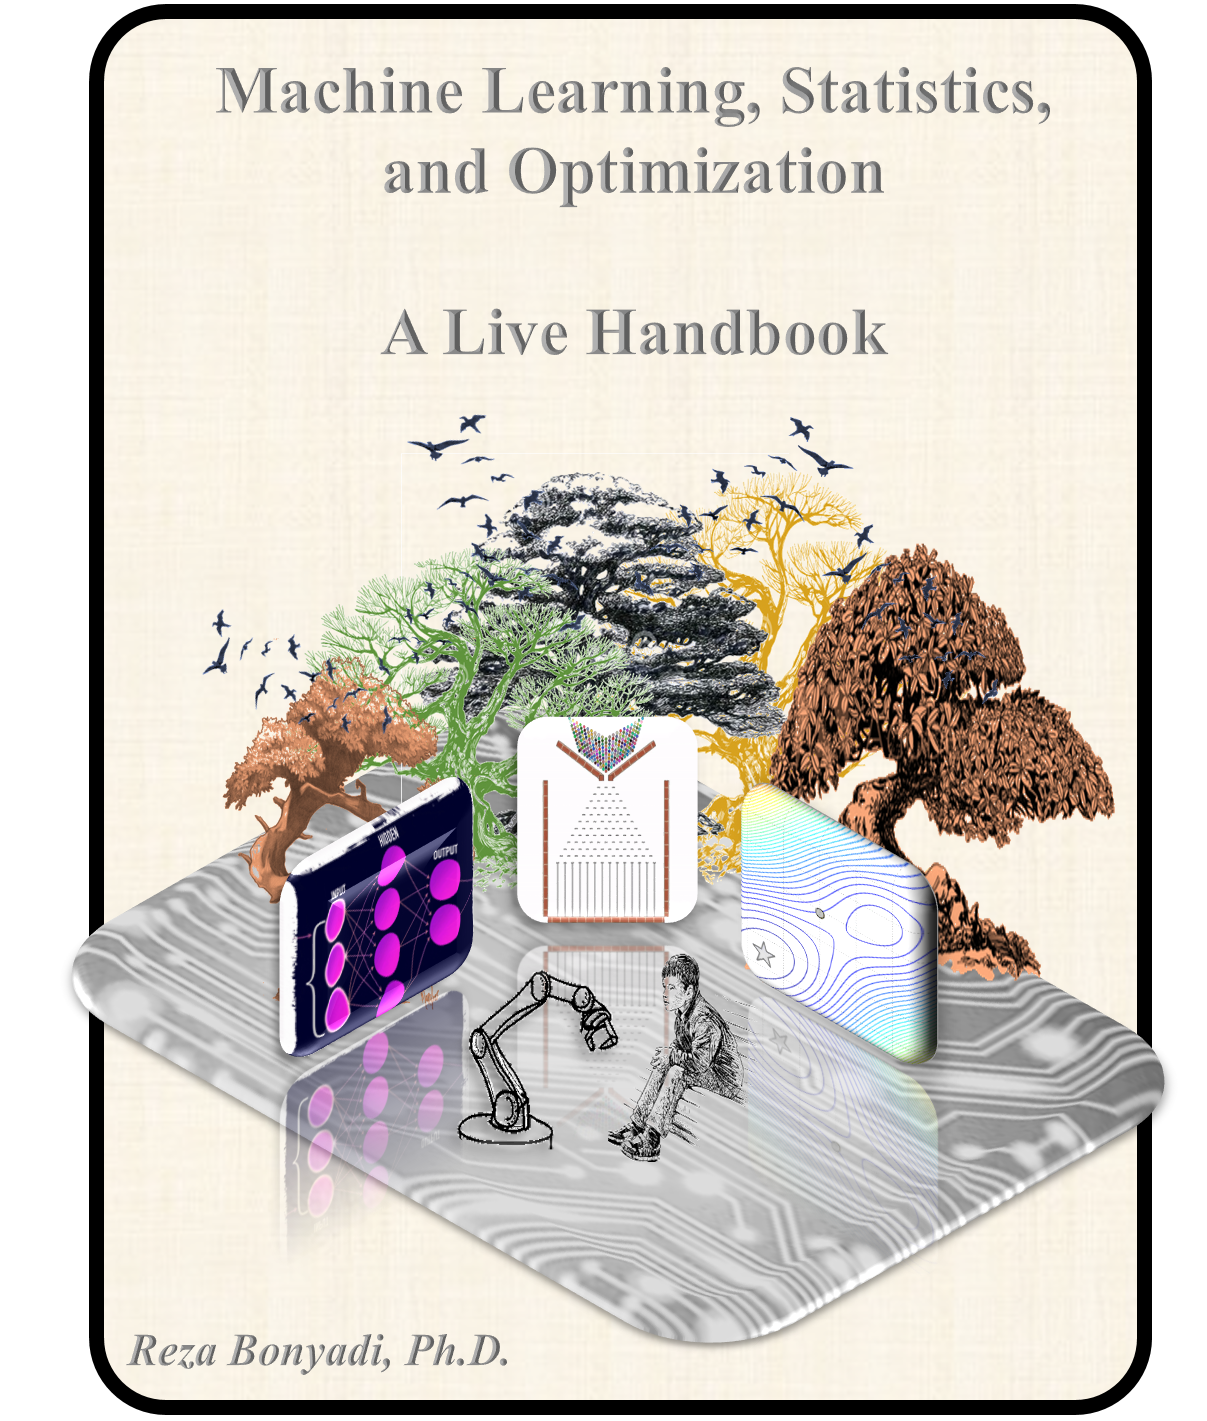 Machine Learning, Statistics,
and Optimization
A Live Handbook
HIDDEN
OUTPUT
INPUT
Reza Bonyadi, Ph.D.